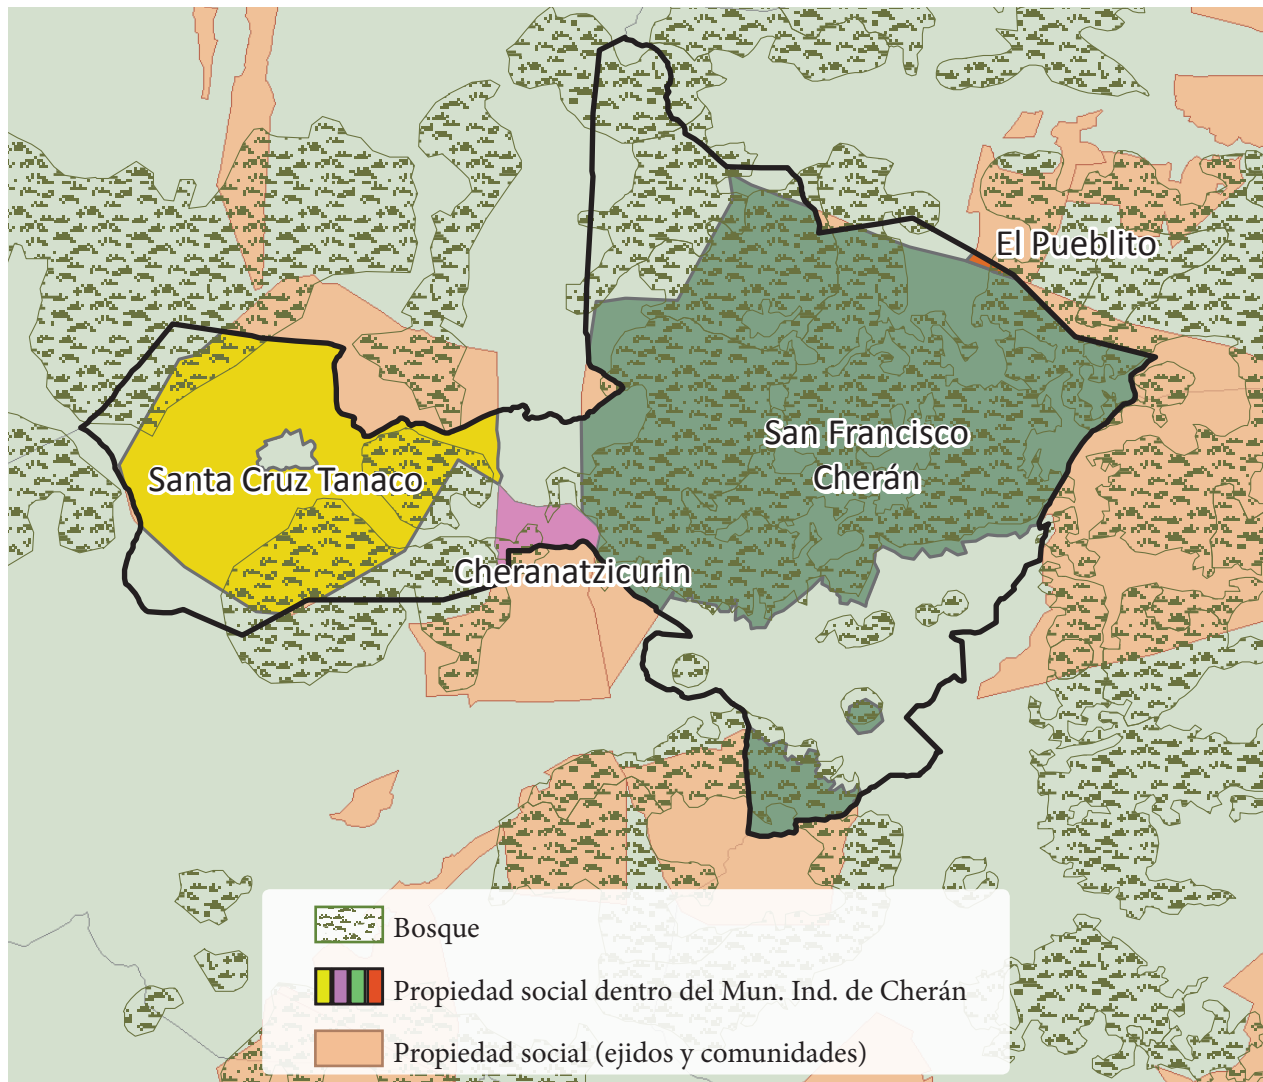 El Pueblito
San Francisco
Cherán
Santa Cruz Tanaco
Cheranatzicurin
Bosque
Propiedad social dentro del Mun. Ind. de Cherán
Propiedad social (ejidos y comunidades)